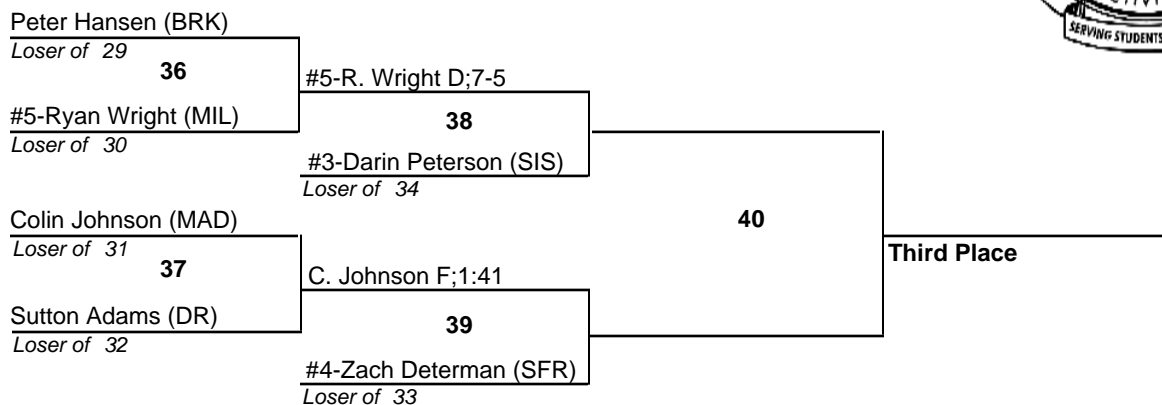 Peter Hansen (BRK)
Loser of 29
36
#5-R. Wright D;7-5
#5-Ryan Wright (MIL)
Loser of 30
38
#3-Darin Peterson (SIS)
Loser of 34
Colin Johnson (MAD)
Loser of 31
37
C. Johnson F;1:41
Sutton Adams (DR)
Loser of 32
39
#4-Zach Determan (SFR)
Loser of 33
40
Third Place
SERVING STUDENTS